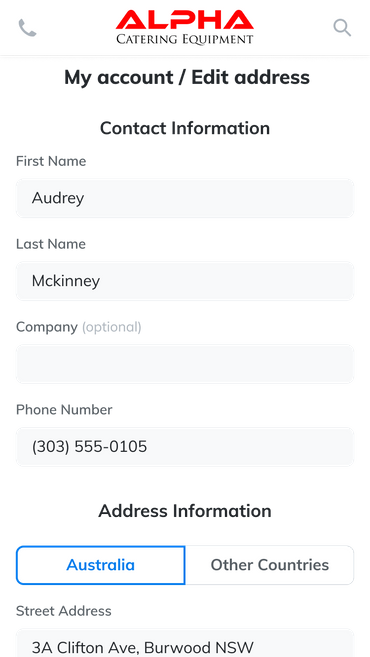 ALPHA
CATERING EQUIPMENT
My account / Edit address
Contact Information
First Name
Audrey
Last Name
Mckinney
Company (optional)
Phone Number
(303) 555-0105
Address Information
Australia
Other Countries
Street Address
3A Clifton Ave, Burwood NSW